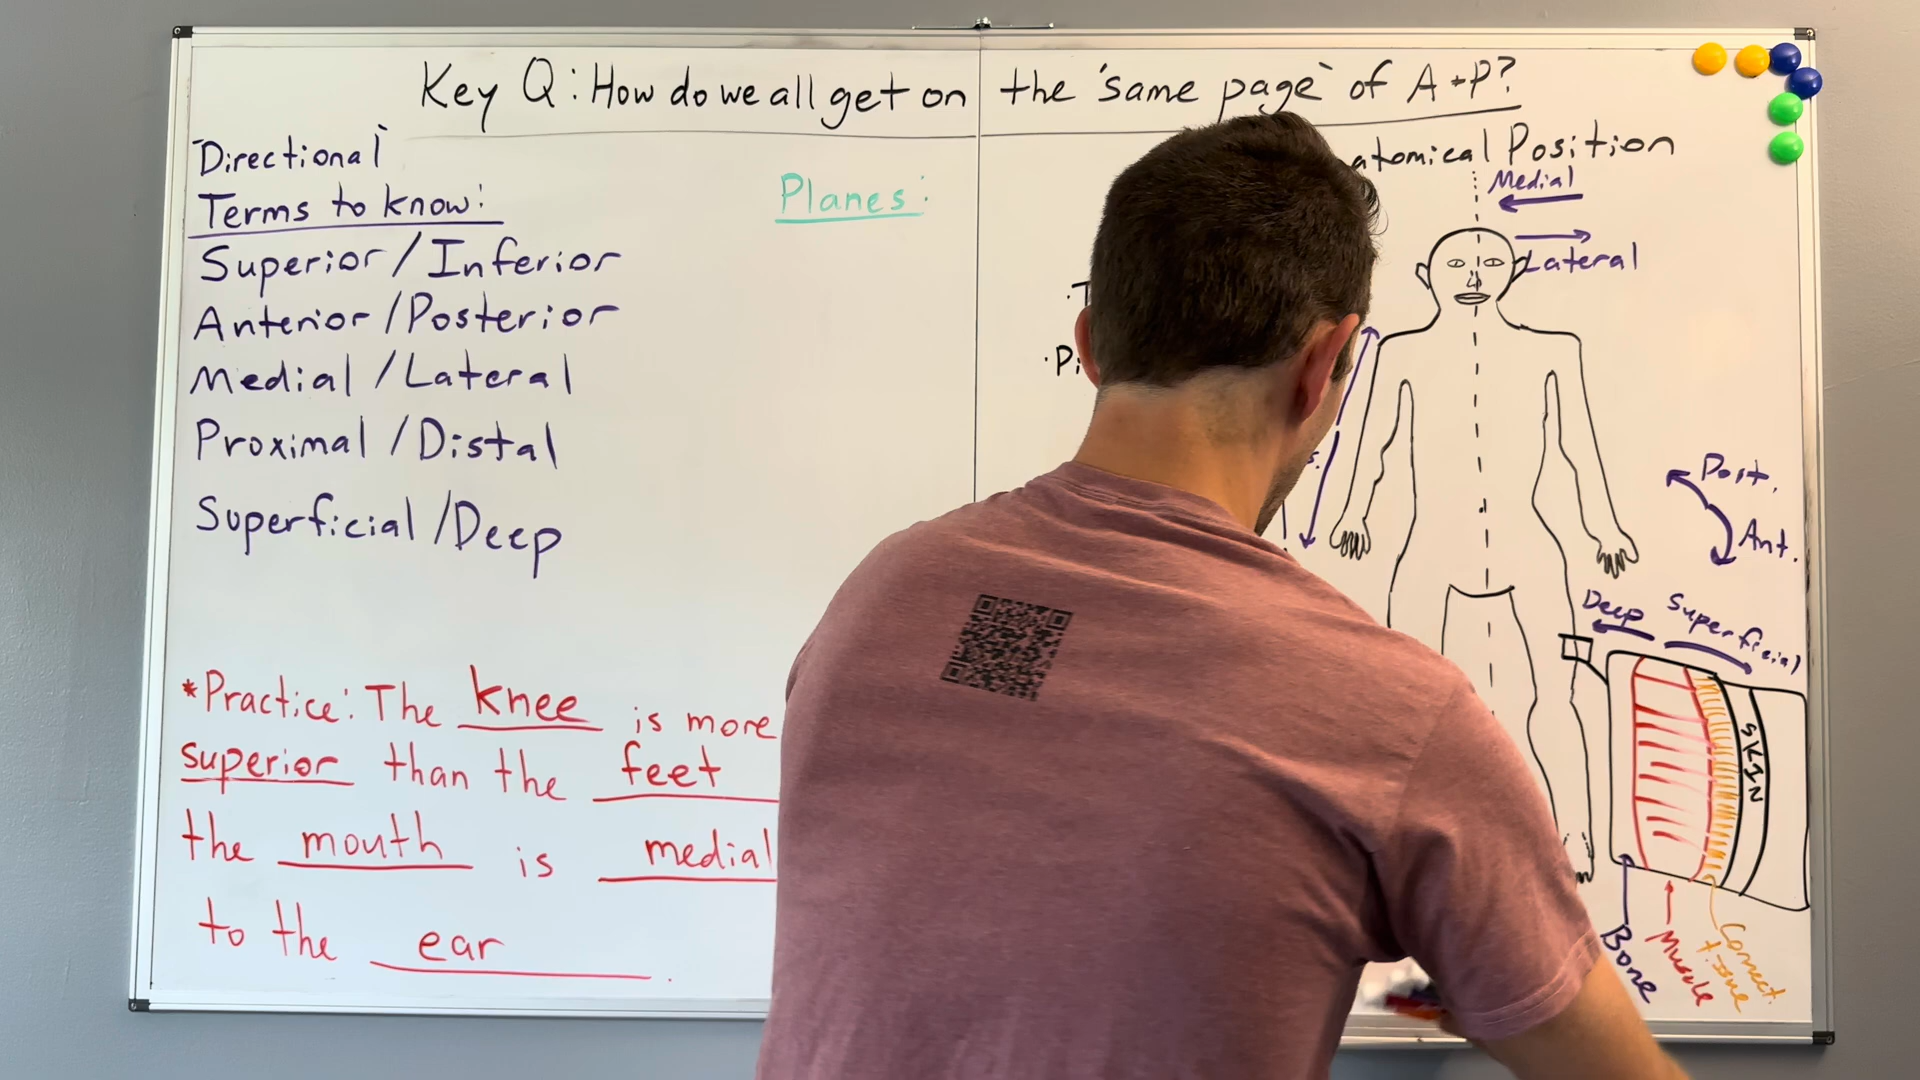 Key Q: How do we all get on the "same page" of A+P?
Directional
Terms to know:
Superior/Inferior
Anterior/Posterior
Medial/Lateral
Proximal/Distal
Superficial/Deep
*Practice: The knee is more
superior than the feet
the mouth is medial
to the ear.
Planes:
Position
Medial
Lateral
Post.
Ant.
Deep
Superficial
SKIN
Bone
Muscle
Connect.
tissue